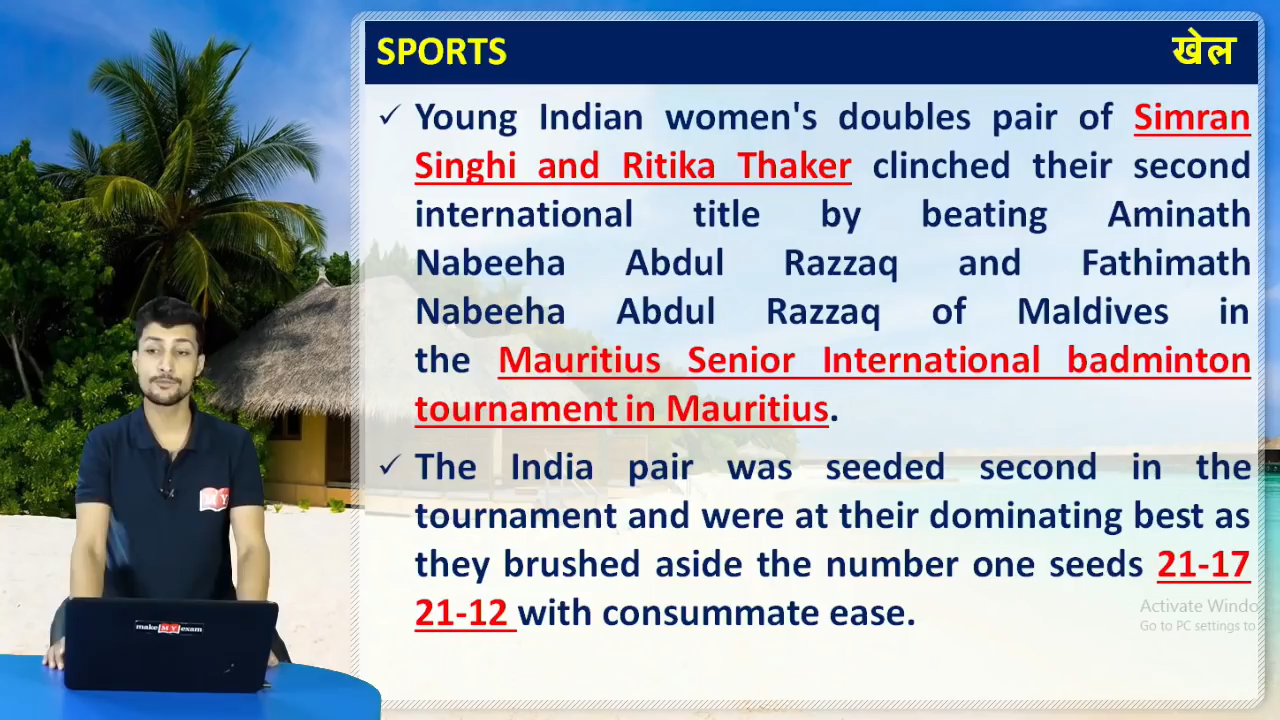 SPORTS खेल
✓ Young Indian women's doubles pair of Simran
Singhi and Ritika Thaker clinched their second
international title by beating Aminath
Nabeeha Abdul Razzaq and Fathimath
Nabeeha Abdul Razzaq of Maldives in
the Mauritius Senior International badminton
tournament in Mauritius.
✓ The India pair was seeded second in the
tournament and were at their dominating best as
they brushed aside the number one seeds 21-17
21-12 with consummate ease.
Activate Windo
Go to PC settings to
M Y
make MY exam